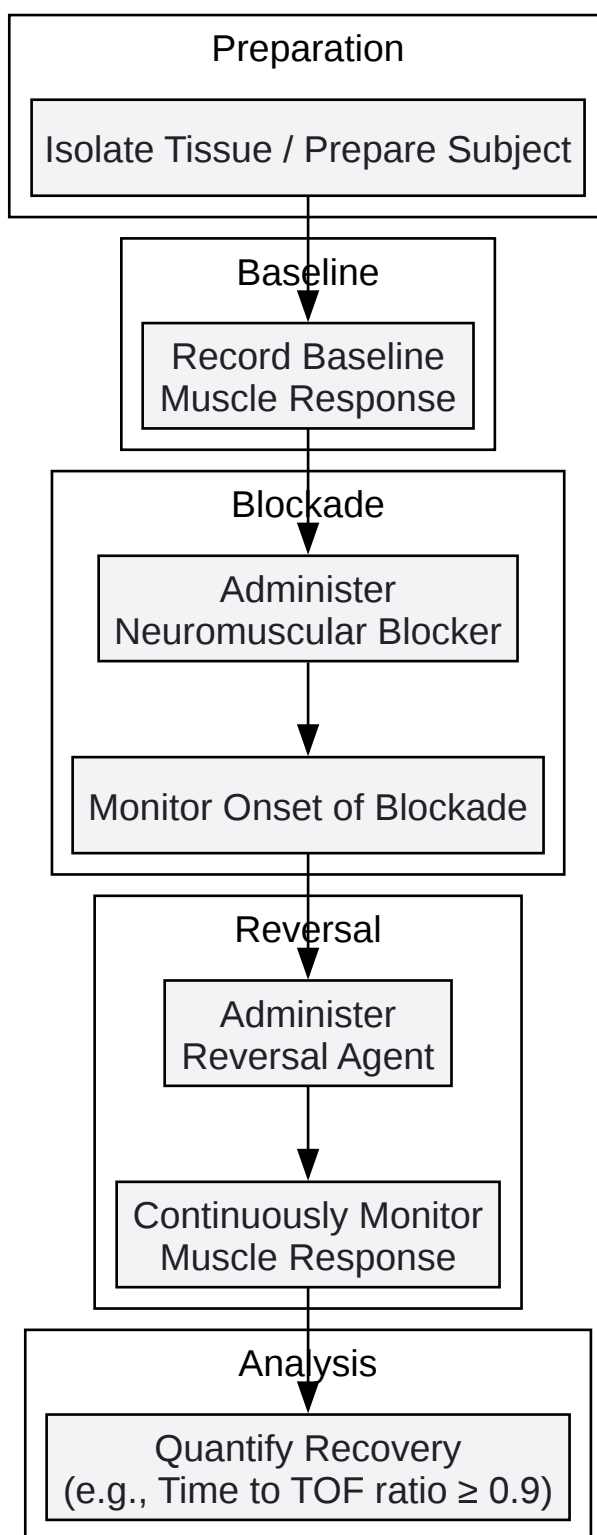 Preparation
Isolate Tissue / Prepare Subject
Baseline
Record Baseline
Muscle Response
Blockade
Administer
Neuromuscular Blocker
Monitor Onset of Blockade
Reversal
Administer
Reversal Agent
Continuously Monitor
Muscle Response
Analysis
Quantify Recovery
(e.g., Time to TOF ratio ≥ 0.9)